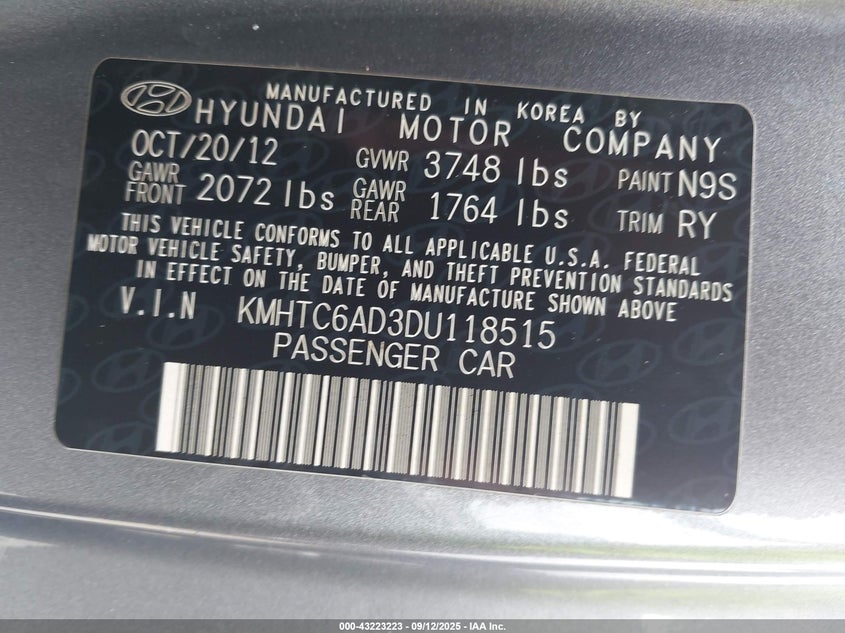 MANUFACTURED IN KOREA BY
HYUNDAI MOTOR COMPANY
OCT/20/12 GVWR 3748 lbs PAINT N9S
GAWR FRONT 2072 lbs GAWR REAR 1764 lbs TRIM RY
THIS VEHICLE CONFORMS TO ALL APPLICABLE U.S.A. FEDERAL
MOTOR VEHICLE SAFETY, BUMPER, AND THEFT PREVENTION STANDARDS
IN EFFECT ON THE DATE OF MANUFACTURE SHOWN ABOVE
V.I.N KMHTC6AD3DU118515
PASSENGER CAR
000-43223223 - 09/12/2025 - IAA Inc.